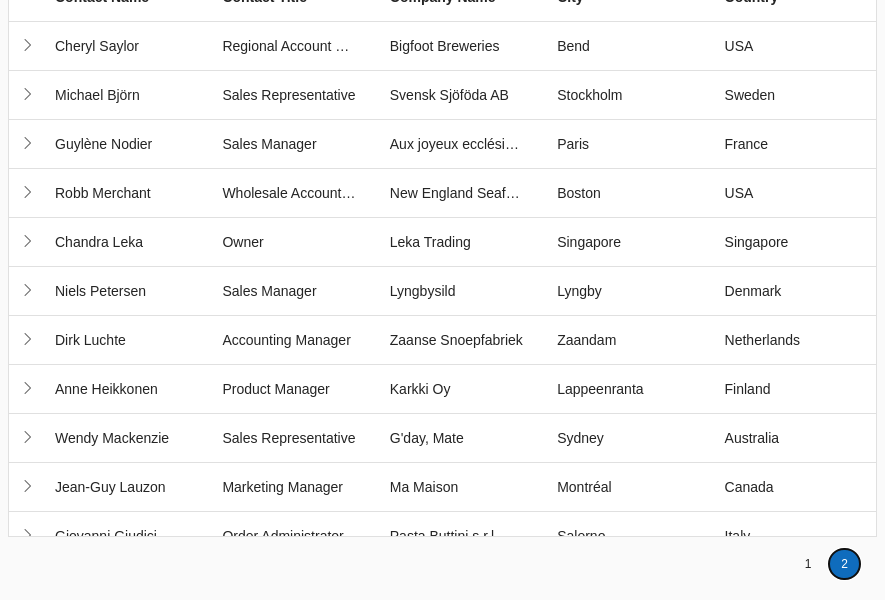 Contact Name Contact Title Company Name City Country
Cheryl Saylor Regional Account … Bigfoot Breweries Bend USA
Michael Björn Sales Representative Svensk Sjöföda AB Stockholm Sweden
Guylène Nodier Sales Manager Aux joyeux ecclési… Paris France
Robb Merchant Wholesale Account… New England Seaf… Boston USA
Chandra Leka Owner Leka Trading Singapore Singapore
Niels Petersen Sales Manager Lyngbysild Lyngby Denmark
Dirk Luchte Accounting Manager Zaanse Snoepfabriek Zaandam Netherlands
Anne Heikkonen Product Manager Karkki Oy Lappeenranta Finland
Wendy Mackenzie Sales Representative G'day, Mate Sydney Australia
Jean-Guy Lauzon Marketing Manager Ma Maison Montréal Canada
Giovanni Giudici Order Administrator Pasta Buttini s.r.l. Salerno Italy
1 2